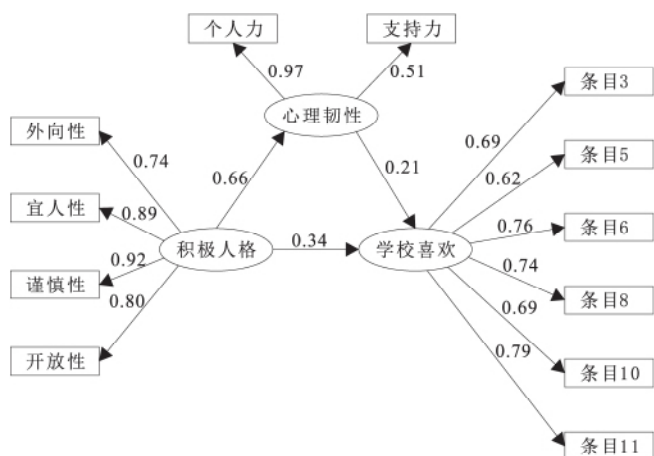 个人力
支持力
0.97
0.51
心理韧性
条目3
外向性
0.69
条目5
0.74
0.66
0.21
0.62
宜人性
0.89
0.76
条目6
积极人格
0.34
学校喜欢
0.92
0.74
谨慎性
0.80
条目8
0.69
0.79
开放性
条目10
条目11